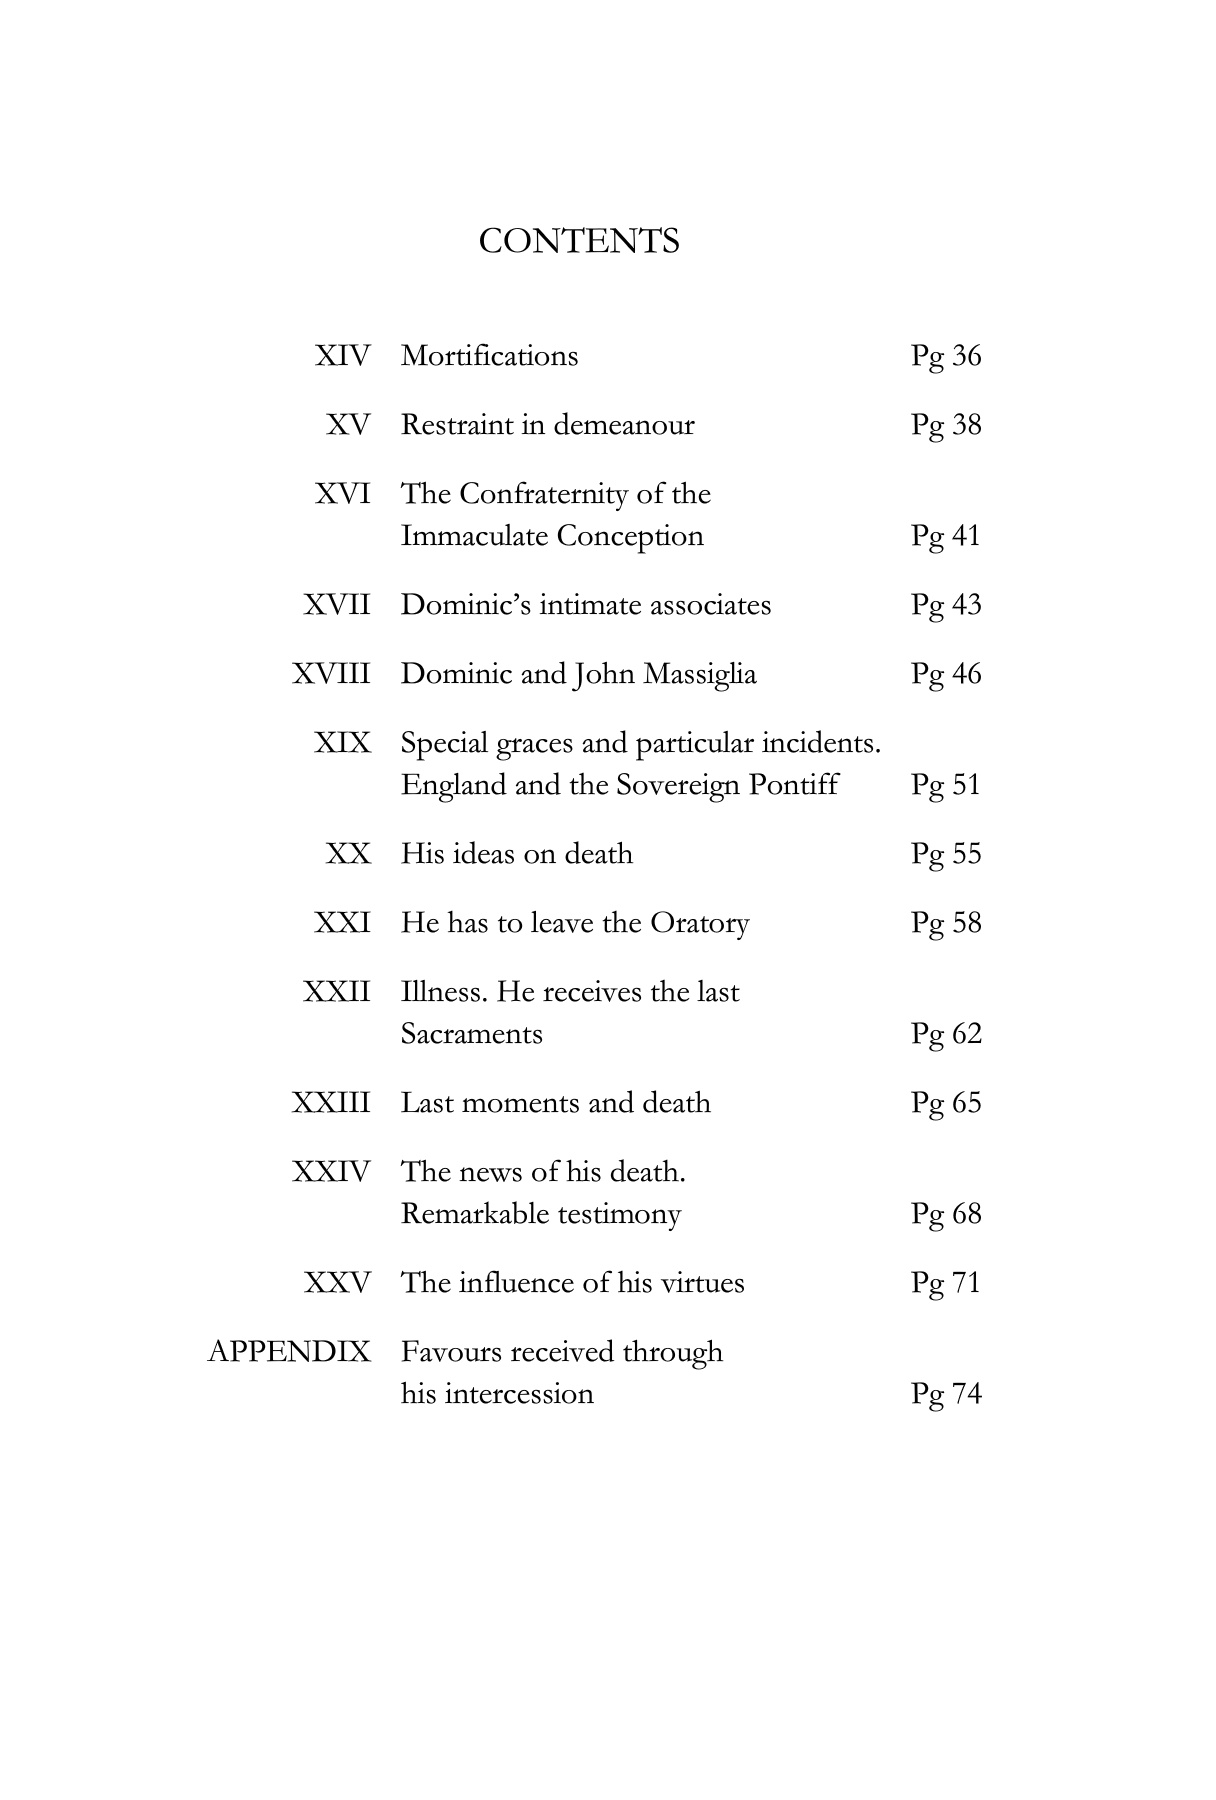 CONTENTS
XIV Mortifications Pg 36
XV Restraint in demeanour Pg 38
XVI The Confraternity of the
Immaculate Conception Pg 41
XVII Dominic’s intimate associates Pg 43
XVIII Dominic and John Massiglia Pg 46
XIX Special graces and particular incidents.
England and the Sovereign Pontiff Pg 51
XX His ideas on death Pg 55
XXI He has to leave the Oratory Pg 58
XXII Illness. He receives the last
Sacraments Pg 62
XXIII Last moments and death Pg 65
XXIV The news of his death.
Remarkable testimony Pg 68
XXV The influence of his virtues Pg 71
APPENDIX Favours received through
his intercession Pg 74